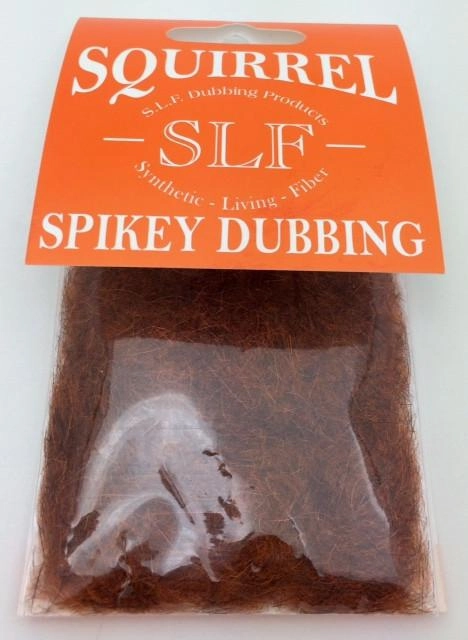 SQUIRREL
S.L.F. Dubbing Products
SLF
Synthetic - Living - Fiber
SPIKEY DUBBING